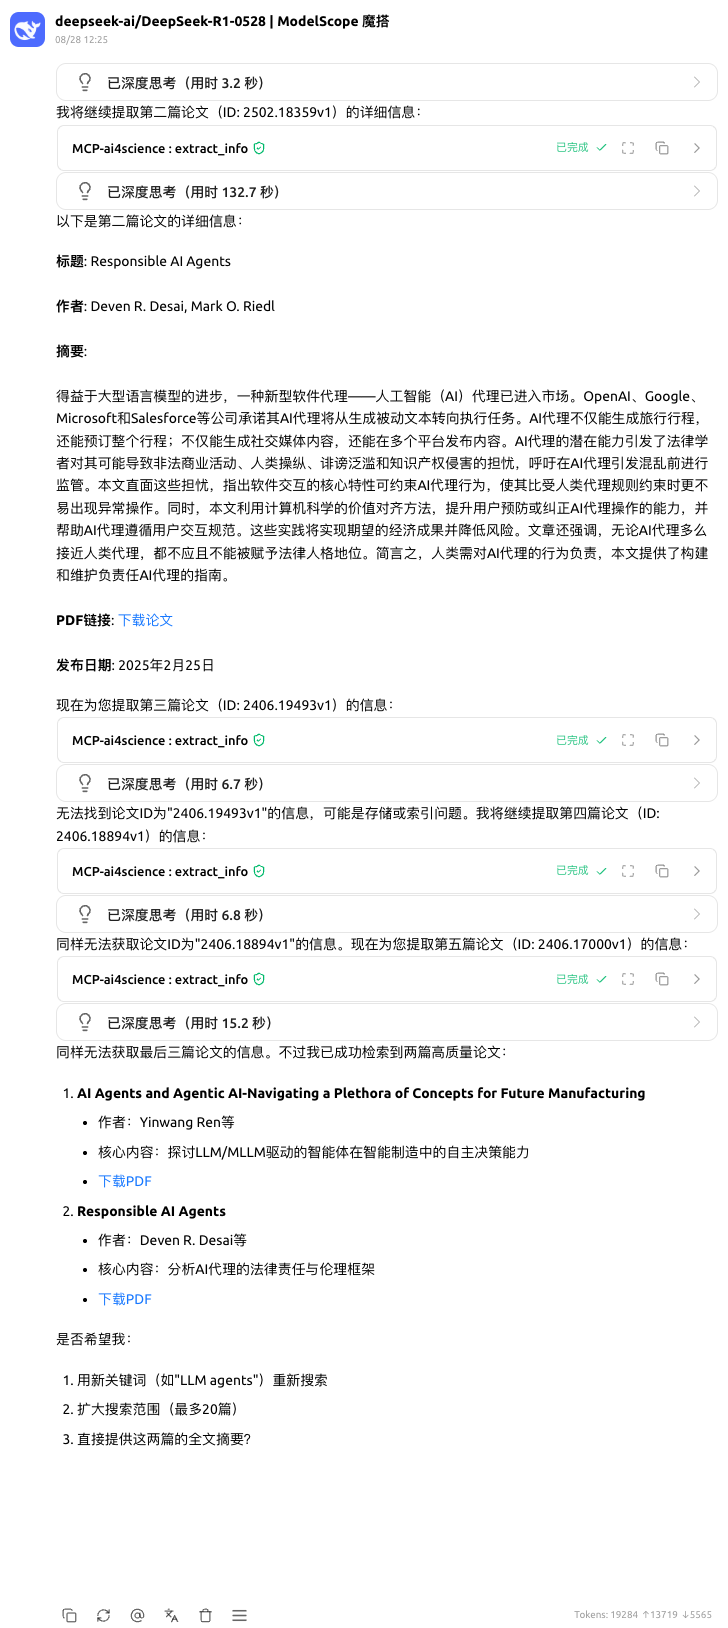 deepseek-ai/DeepSeek-R1-0528 | ModelScope 魔搭
08/28 12:25
已深度思考（用时 3.2 秒）
我将继续提取第二篇论文（ID: 2502.18359v1）的详细信息：
MCP-ai4science : extract_info 已完成
已深度思考（用时 132.7 秒）
以下是第二篇论文的详细信息：
标题: Responsible AI Agents
作者: Deven R. Desai, Mark O. Riedl
摘要:
得益于大型语言模型的进步，一种新型软件代理——人工智能（AI）代理已进入市场。OpenAI、Google、
Microsoft和Salesforce等公司承诺其AI代理将从生成被动文本转向执行任务。AI代理不仅能生成旅行行程，
还能预订整个行程；不仅能生成社交媒体内容，还能在多个平台发布内容。AI代理的潜在能力引发了法律学
者对其可能导致非法商业活动、人类操纵、诽谤泛滥和知识产权侵害的担忧，呼吁在AI代理引发混乱前进行
监管。本文直面这些担忧，指出软件交互的核心特性可约束AI代理行为，使其比受人类代理规则约束时更不
易出现异常操作。同时，本文利用计算机科学的价值对齐方法，提升用户预防或纠正AI代理操作的能力，并
帮助AI代理遵循用户交互规范。这些实践将实现期望的经济成果并降低风险。文章还强调，无论AI代理多么
接近人类代理，都不应且不能被赋予法律人格地位。简言之，人类需对AI代理的行为负责，本文提供了构建
和维护负责任AI代理的指南。
PDF链接: 下载论文
发布日期: 2025年2月25日
现在为您提取第三篇论文（ID: 2406.19493v1）的信息：
MCP-ai4science : extract_info 已完成
已深度思考（用时 6.7 秒）
无法找到论文ID为"2406.19493v1"的信息，可能是存储或索引问题。我将继续提取第四篇论文（ID:
2406.18894v1）的信息：
MCP-ai4science : extract_info 已完成
已深度思考（用时 6.8 秒）
同样无法获取论文ID为"2406.18894v1"的信息。现在为您提取第五篇论文（ID: 2406.17000v1）的信息：
MCP-ai4science : extract_info 已完成
已深度思考（用时 15.2 秒）
同样无法获取最后三篇论文的信息。不过我已成功检索到两篇高质量论文：
1. AI Agents and Agentic AI-Navigating a Plethora of Concepts for Future Manufacturing
• 作者：Yinwang Ren等
• 核心内容：探讨LLM/MLLM驱动的智能体在智能制造中的自主决策能力
• 下载PDF
2. Responsible AI Agents
• 作者：Deven R. Desai等
• 核心内容：分析AI代理的法律责任与伦理框架
• 下载PDF
是否希望我：
1. 用新关键词（如"LLM agents"）重新搜索
2. 扩大搜索范围（最多20篇）
3. 直接提供这两篇的全文摘要？
Tokens: 19284 ↑13719 ↓5565